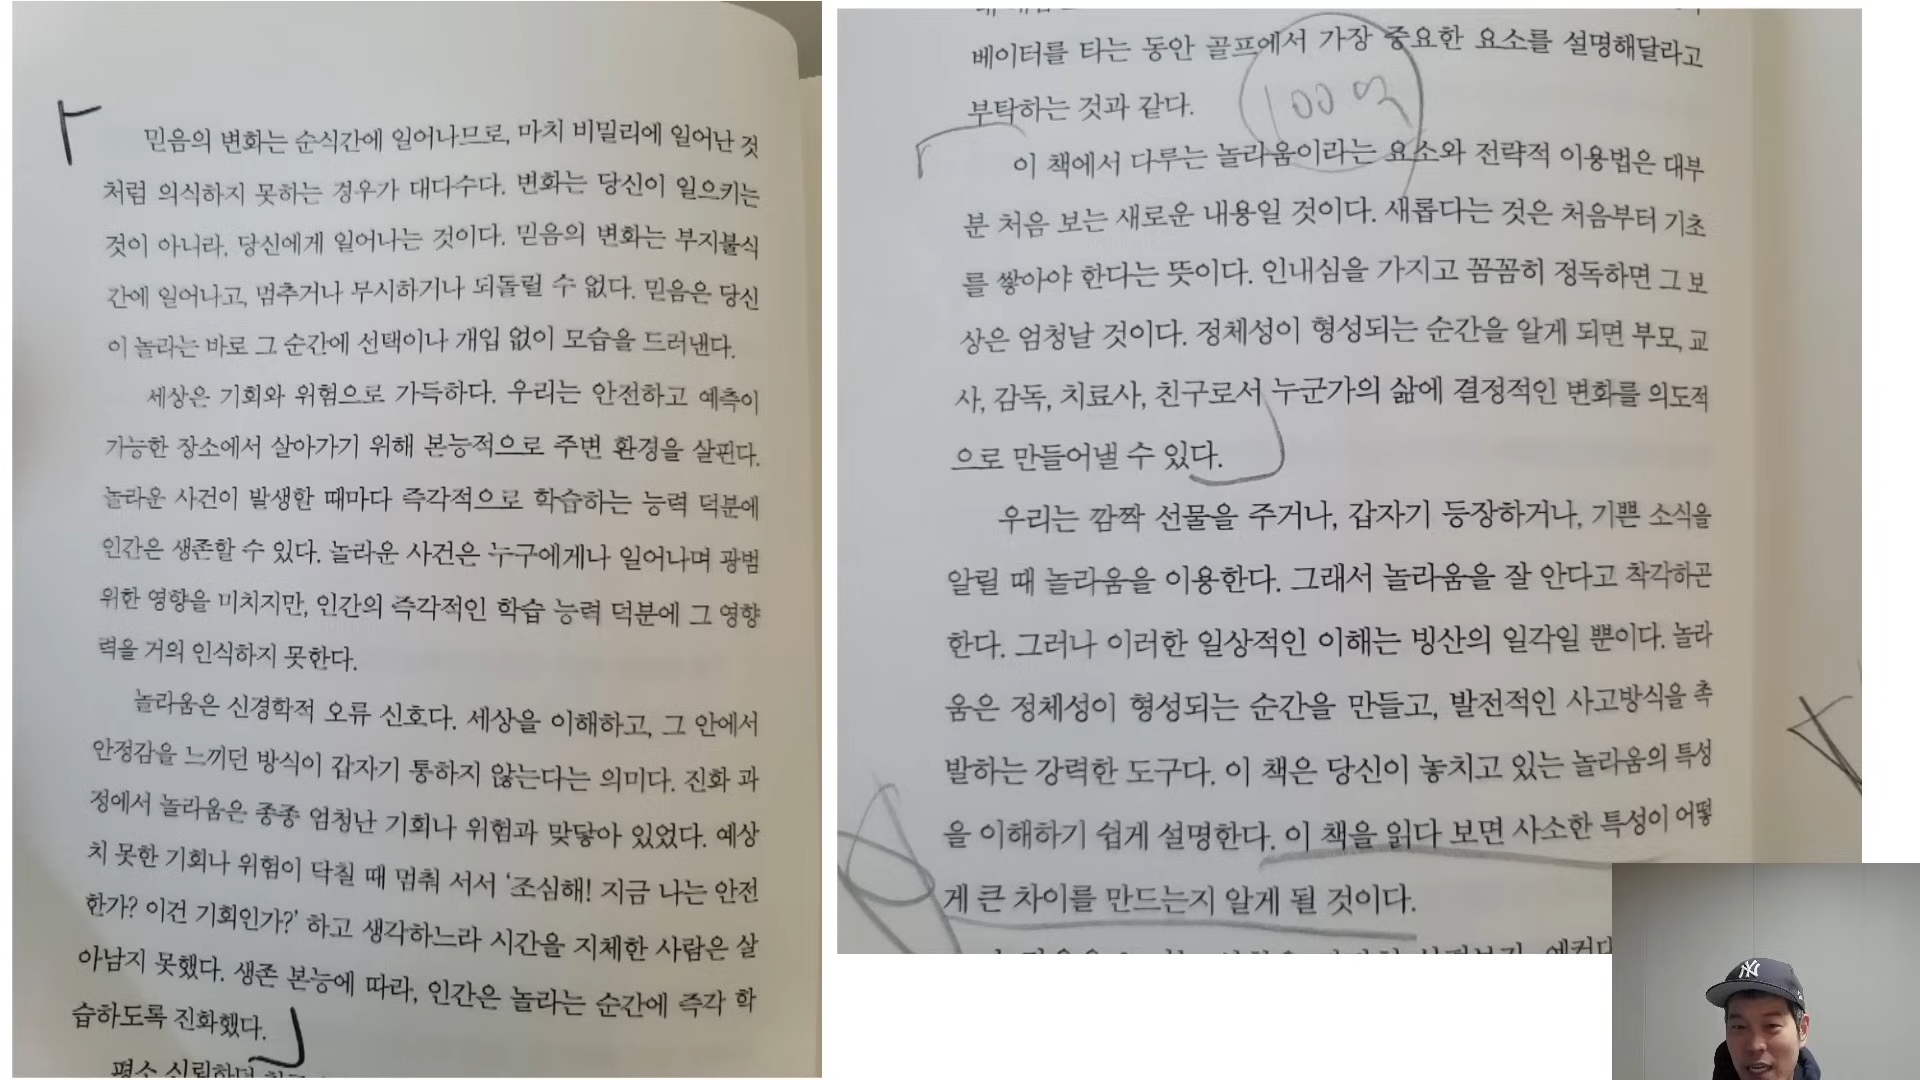 믿음의 변화는 순식간에 일어나므로, 마치 비밀리에 일어난 것
처럼 의식하지 못하는 경우가 대다수다. 변화는 당신이 일으키는
것이 아니라, 당신에게 일어나는 것이다. 믿음의 변화는 부지불식
간에 일어나고, 멈추거나 무시하거나 되돌릴 수 없다. 믿음은 당신
이 놀라는 바로 그 순간에 선택이나 개입 없이 모습을 드러낸다.
세상은 기회와 위험으로 가득하다. 우리는 안전하고 예측이
가능한 장소에서 살아가기 위해 본능적으로 주변 환경을 살핀다.
놀라운 사건이 발생할 때마다 즉각적으로 학습하는 능력 덕분에
인간은 생존할 수 있다. 놀라운 사건은 누구에게나 일어나며 광범
위한 영향을 미치지만, 인간의 즉각적인 학습 능력 덕분에 그 영향
력을 거의 인식하지 못한다.
놀라움은 신경학적 오류 신호다. 세상을 이해하고, 그 안에서
안정감을 느끼던 방식이 갑자기 통하지 않는다는 의미다. 진화 과
정에서 놀라움은 종종 엄청난 기회나 위험과 맞닿아 있었다. 예상
치 못한 기회나 위험이 닥칠 때 멈춰 서서 ‘조심해! 지금 나는 안전
한가? 이건 기회인가?’ 하고 생각하느라 시간을 지체한 사람은 살
아남지 못했다. 생존 본능에 따라, 인간은 놀라는 순간에 즉각 학
습하도록 진화했다.
평소 신뢰하던
베이터를 타는 동안 골프에서 가장 중요한 요소를 설명해달라고
부탁하는 것과 같다.
100억
이 책에서 다루는 놀라움이라는 요소와 전략적 이용법은 대부
분 처음 보는 새로운 내용일 것이다. 새롭다는 것은 처음부터 기초
를 쌓아야 한다는 뜻이다. 인내심을 가지고 꼼꼼히 정독하면 그 보
상은 엄청날 것이다. 정체성이 형성되는 순간을 알게 되면 부모, 교
사, 감독, 치료사, 친구로서 누군가의 삶에 결정적인 변화를 의도적
으로 만들어낼 수 있다.
우리는 깜짝 선물을 주거나, 갑자기 등장하거나, 기쁜 소식을
알릴 때 놀라움을 이용한다. 그래서 놀라움을 잘 안다고 착각하곤
한다. 그러나 이러한 일상적인 이해는 빙산의 일각일 뿐이다. 놀라
움은 정체성이 형성되는 순간을 만들고, 발전적인 사고방식을 촉
발하는 강력한 도구다. 이 책은 당신이 놓치고 있는 놀라움의 특성
을 이해하기 쉽게 설명한다. 이 책을 읽다 보면 사소한 특성이 어떻
게 큰 차이를 만드는지 알게 될 것이다.
NY